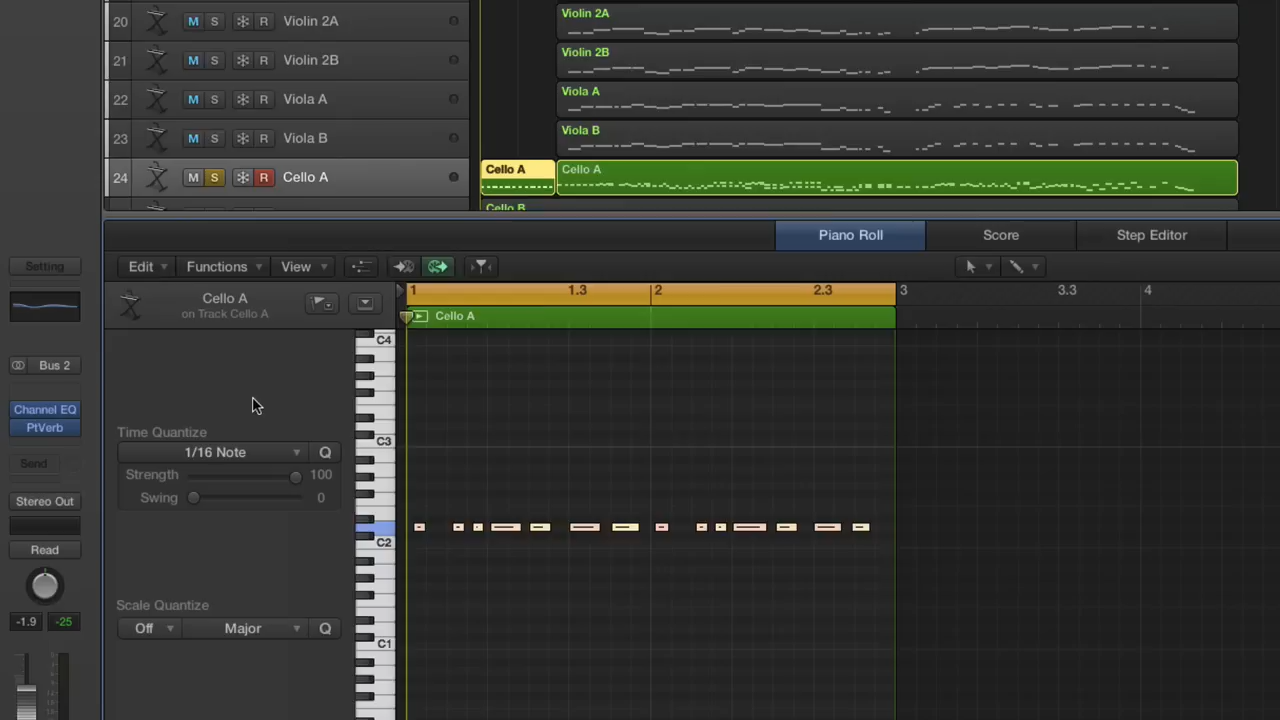 20 M S R Violin 2A
Violin 2A
21 M S R Violin 2B
Violin 2B
22 M S R Viola A
Viola A
23 M S R Viola B
Viola B
24 M S R Cello A
Cello A Cello A
Cello B
Piano Roll Score Step Editor
Setting
Edit Functions View
1 1.3 2 2.3 3 3.3 4
Cello A
on Track Cello A
Cello A
C4
Bus 2
Channel EQ
PtVerb
Time Quantize
C3
1/16 Note Q
Send
Strength 100
Swing 0
Stereo Out
C2
Read
Scale Quantize
-1.9 -25
Off Major Q
C1